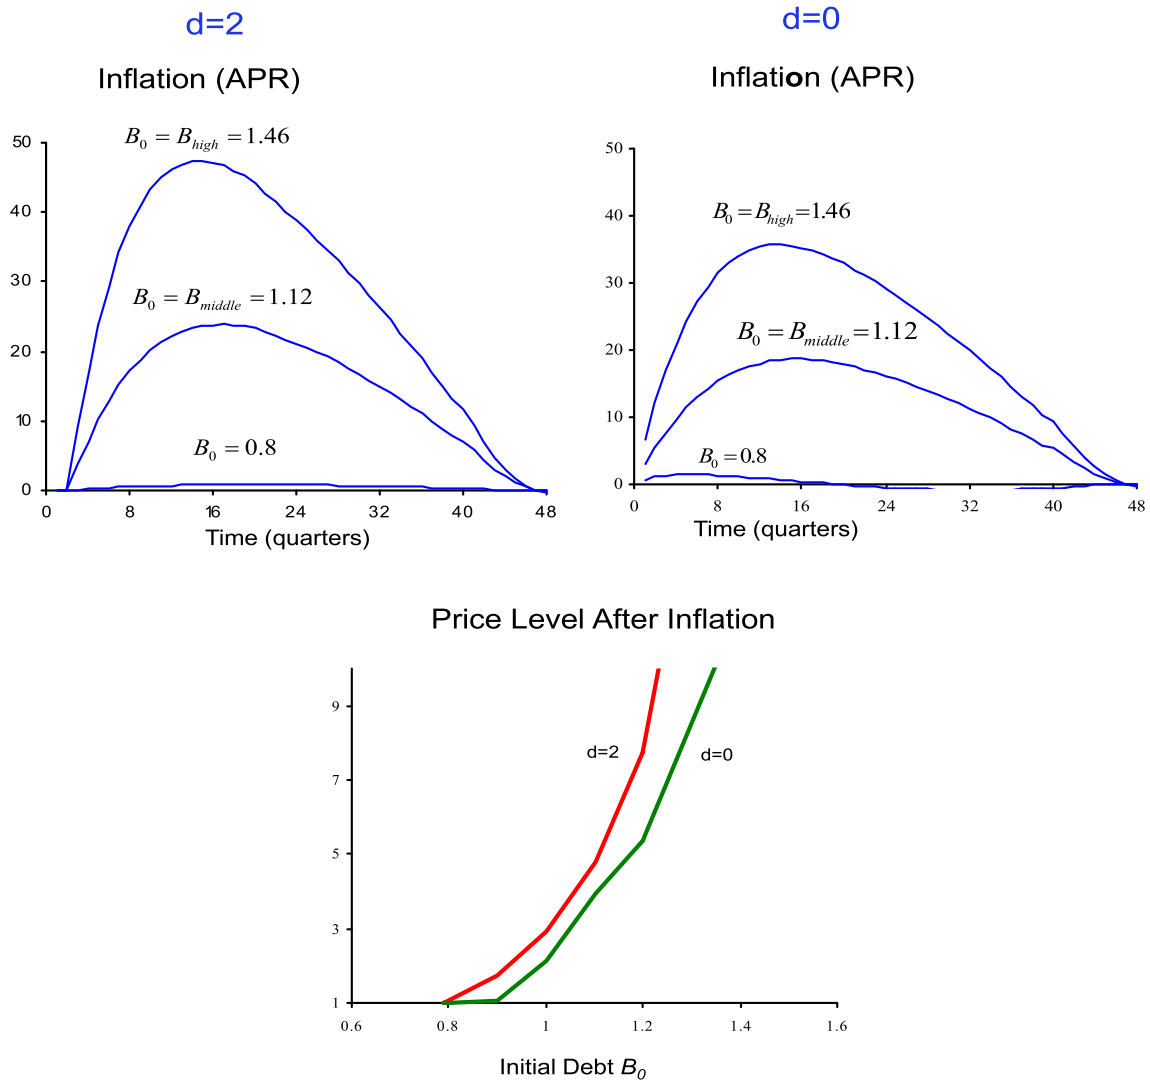 d=2
Inflation (APR)
B0 = Bhigh = 1.46
50
40
30
B0 = Bmiddle = 1.12
20
10
B0 = 0.8
0
0 8 16 24 32 40 48
Time (quarters)
d=0
Inflation (APR)
50
40
B0 = Bhigh = 1.46
30
B0 = Bmiddle = 1.12
20
10
B0 = 0.8
0
0 8 16 24 32 40 48
Time (quarters)
Price Level After Inflation
9
d=2 d=0
7
5
3
1
0.6 0.8 1 1.2 1.4 1.6
Initial Debt B0